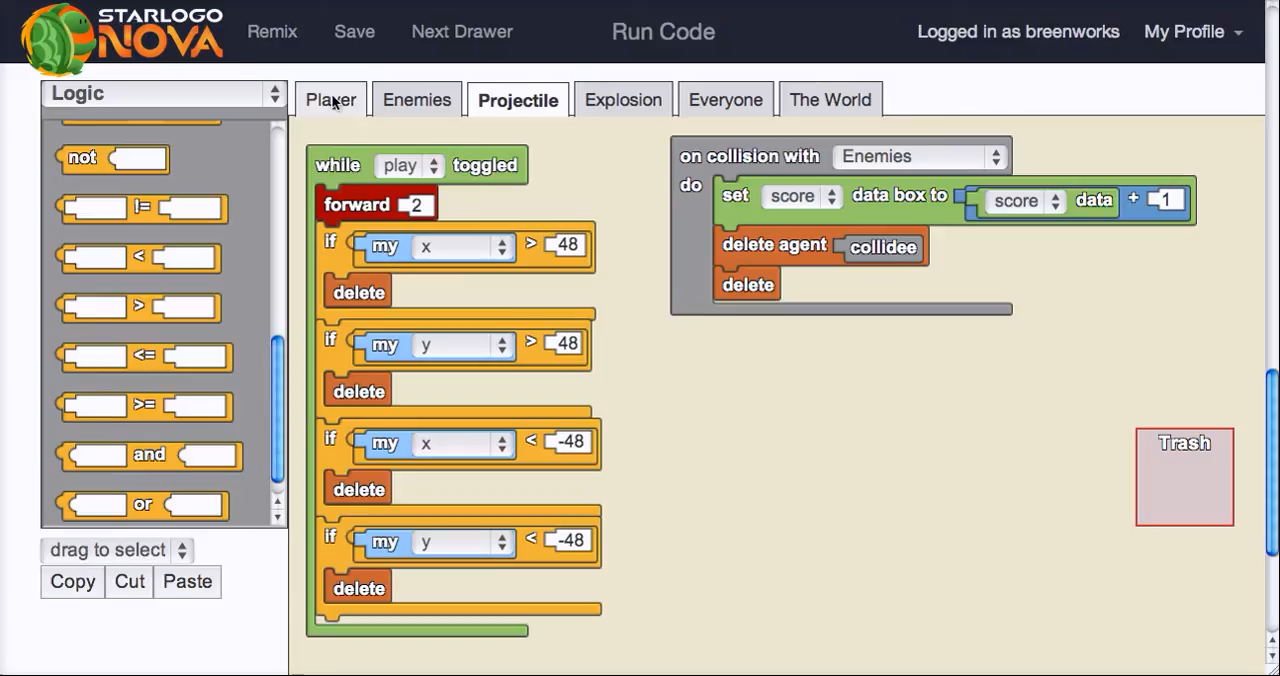 STARLOGO
NOVA
Remix Save Next Drawer Run Code Logged in as breenworks My Profile
Logic
Player Enemies Projectile Explosion Everyone The World
not
!=
<
>
<=
>=
and
or
drag to select
Copy Cut Paste
while play toggled
forward 2
if my x > 48
delete
if my y > 48
delete
if my x < -48
delete
if my y < -48
delete
on collision with Enemies
do set score data box to score data + 1
delete agent collidee
delete
Trash